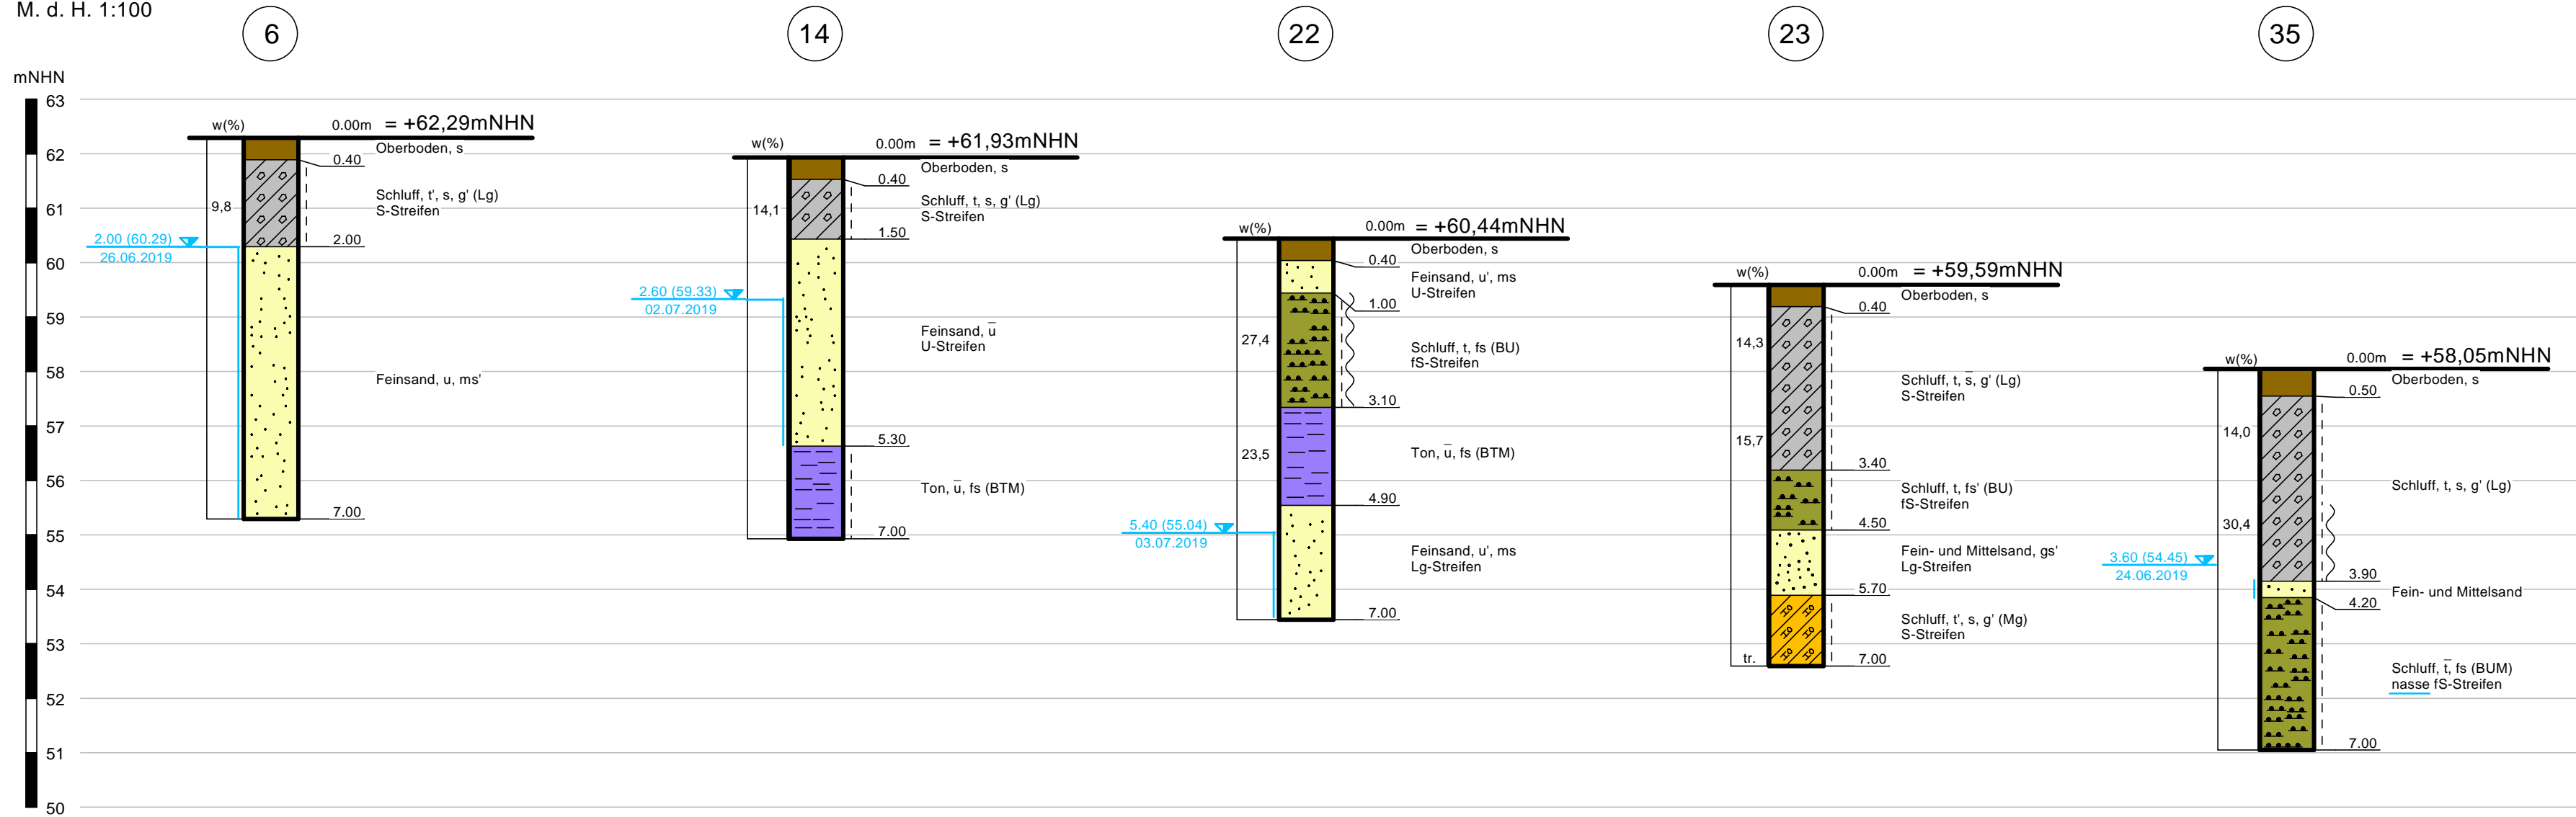 M. d. H. 1:100
6
14
22
23
35
mNHN
63
62
61
60
59
58
57
56
55
54
53
52
51
50
w(%)
0.00m = +62,29mNHN
Oberboden, s
0.40
Schluff, t', s, g' (Lg)
S-Streifen
9,8
2.00
2.00 (60.29)
26.06.2019
Feinsand, u, ms'
7.00
w(%)
0.00m = +61,93mNHN
Oberboden, s
0.40
Schluff, t, s, g' (Lg)
S-Streifen
14,1
1.50
2.60 (59.33)
02.07.2019
Feinsand, u̅
U-Streifen
5.30
Ton, u̅, fs (BTM)
7.00
w(%)
0.00m = +60,44mNHN
Oberboden, s
0.40
Feinsand, u', ms
U-Streifen
1.00
27,4
Schluff, t, fs (BU)
fS-Streifen
3.10
23,5
Ton, u̅, fs (BTM)
4.90
5.40 (55.04)
03.07.2019
Feinsand, u', ms
Lg-Streifen
7.00
w(%)
0.00m = +59,59mNHN
Oberboden, s
0.40
14,3
Schluff, t, s̅, g' (Lg)
S-Streifen
15,7
3.40
Schluff, t, fs' (BU)
fS-Streifen
4.50
Fein- und Mittelsand, gs'
Lg-Streifen
5.70
Schluff, t', s, g' (Mg)
S-Streifen
tr.
7.00
w(%)
0.00m = +58,05mNHN
Oberboden, s
0.50
14,0
Schluff, t, s, g' (Lg)
30,4
3.60 (54.45)
24.06.2019
3.90
Fein- und Mittelsand
4.20
Schluff, t̅, fs (BUM)
nasse fS-Streifen
7.00